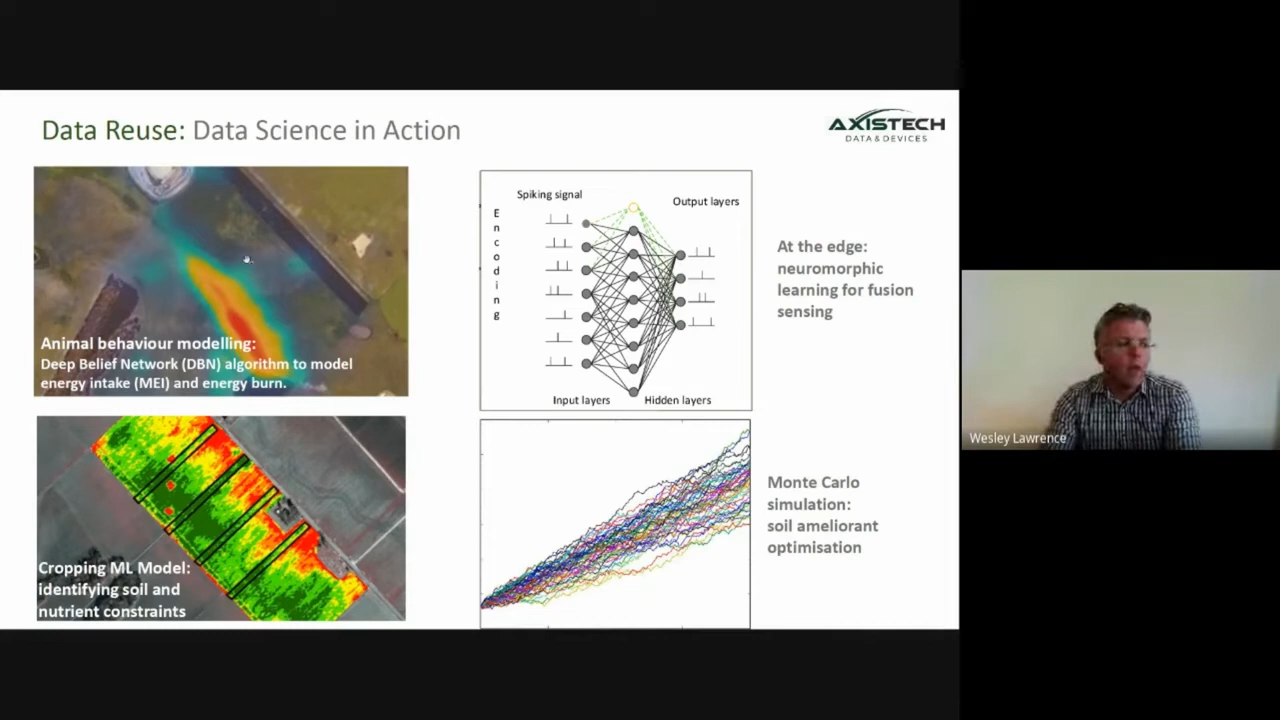 Data Reuse: Data Science in Action
AXISTECH
DATA & DEVICES
Animal behaviour modelling:
Deep Belief Network (DBN) algorithm to model
energy intake (MEI) and energy burn.
Spiking signal
Output layers
Encoding
Input layers
Hidden layers
At the edge:
neuromorphic
learning for fusion
sensing
Cropping ML Model:
identifying soil and
nutrient constraints
Monte Carlo
simulation:
soil ameliorant
optimisation
Wesley Lawrence